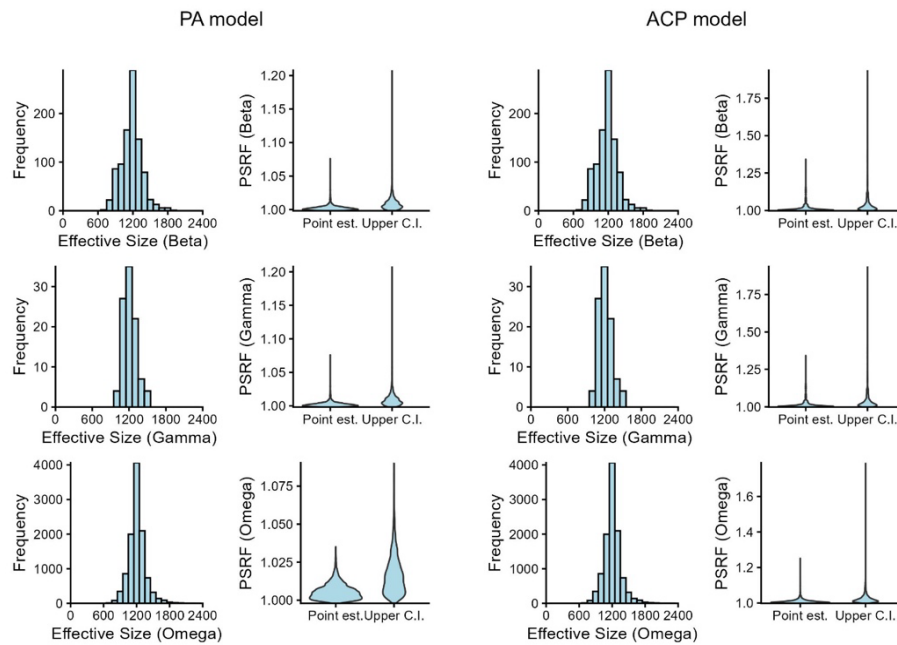 PA model
ACP model
Frequency
200
100
0
0 600 1200 1800 2400
Effective Size (Beta)
PSRF (Beta)
1.20
1.15
1.10
1.05
1.00
Point est. Upper C.I.
Frequency
200
100
0
0 600 1200 1800 2400
Effective Size (Beta)
PSRF (Beta)
1.75
1.50
1.25
1.00
Point est. Upper C.I.
Frequency
30
20
10
0
0 600 1200 1800 2400
Effective Size (Gamma)
PSRF (Gamma)
1.20
1.15
1.10
1.05
1.00
Point est. Upper C.I.
Frequency
30
20
10
0
0 600 1200 1800 2400
Effective Size (Gamma)
PSRF (Gamma)
1.75
1.50
1.25
1.00
Point est. Upper C.I.
Frequency
4000
3000
2000
1000
0
0 600 1200 1800 2400
Effective Size (Omega)
PSRF (Omega)
1.075
1.050
1.025
1.000
Point est. Upper C.I.
Frequency
4000
3000
2000
1000
0
0 600 1200 1800 2400
Effective Size (Omega)
PSRF (Omega)
1.6
1.4
1.2
1.0
Point est. Upper C.I.